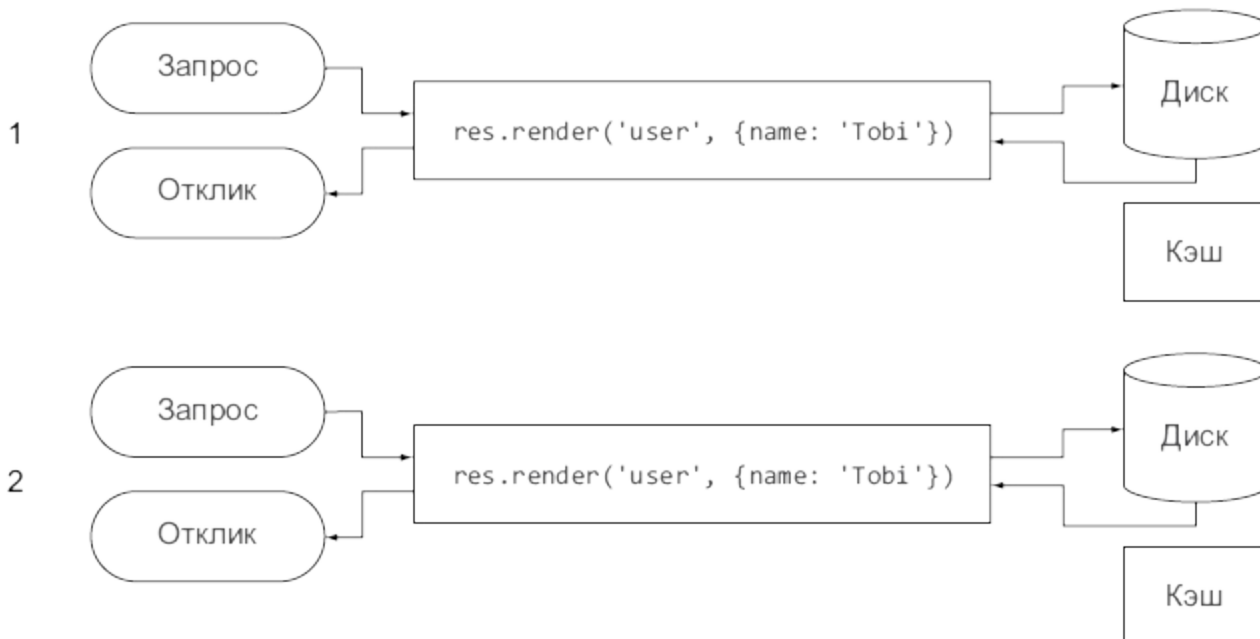 Запрос
Диск
1
res.render('user', {name: 'Tobi'})
Отклик
Кэш
Запрос
Диск
2
res.render('user', {name: 'Tobi'})
Отклик
Кэш